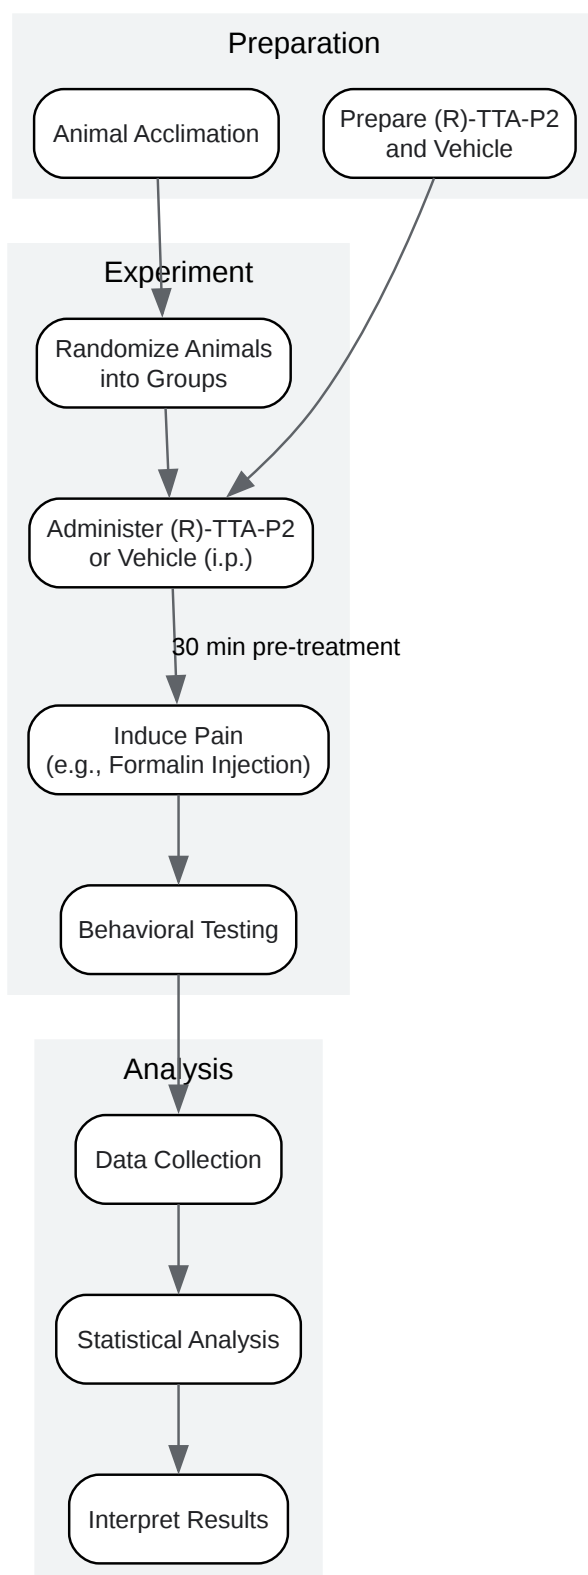 Preparation
Animal Acclimation
Prepare (R)-TTA-P2
and Vehicle
Experiment
Randomize Animals
into Groups
Administer (R)-TTA-P2
or Vehicle (i.p.)
30 min pre-treatment
Induce Pain
(e.g., Formalin Injection)
Behavioral Testing
Analysis
Data Collection
Statistical Analysis
Interpret Results